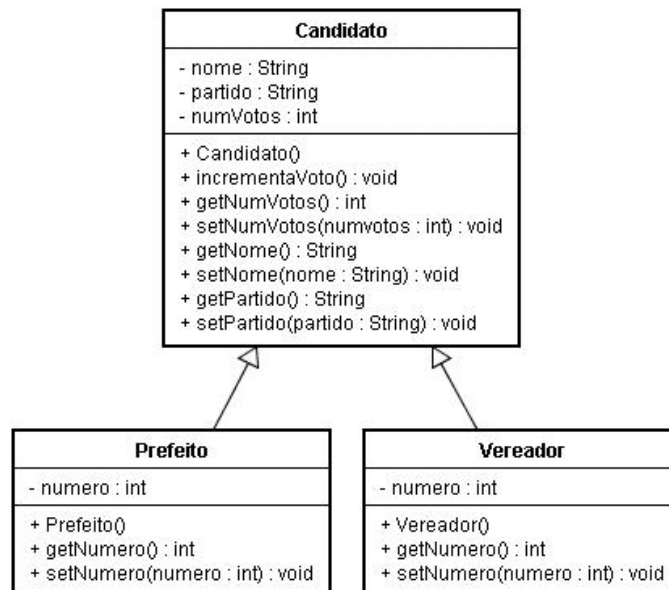 Candidato
- nome : String
- partido : String
- numVotos : int
+ Candidato()
+ incrementaVoto() : void
+ getNumVotos() : int
+ setNumVotos(numvotos : int) : void
+ getNome() : String
+ setNome(nome : String) : void
+ getPartido() : String
+ setPartido(partido : String) : void
Prefeito
- numero : int
+ Prefeito()
+ getNumero() : int
+ setNumero(numero : int) : void
Vereador
- numero : int
+ Vereador()
+ getNumero() : int
+ setNumero(numero : int) : void